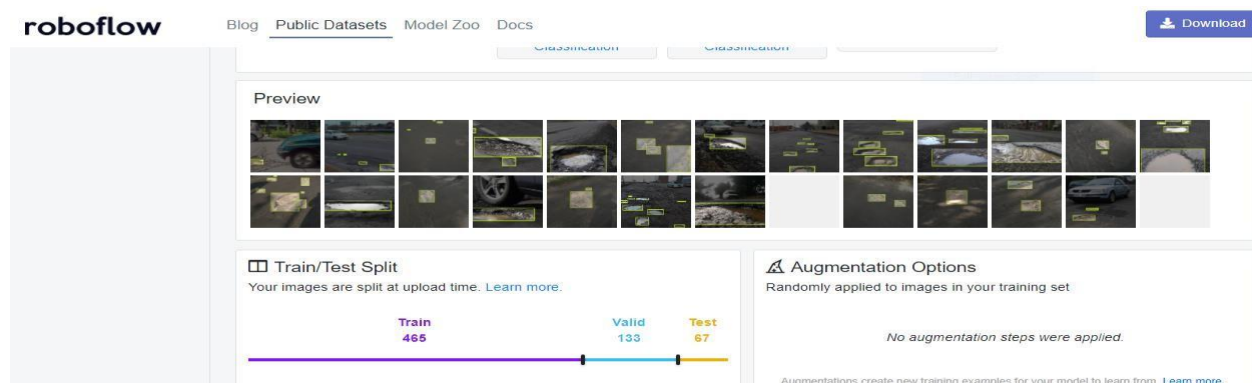 roboflow
Blog Public Datasets Model Zoo Docs
Download
Classification Classification
Preview
Train/Test Split
Your images are split at upload time. Learn more.
Train Valid Test
465 133 67
Augmentation Options
Randomly applied to images in your training set
No augmentation steps were applied.
Augmentations create new training examples for your model to learn from. Learn more.